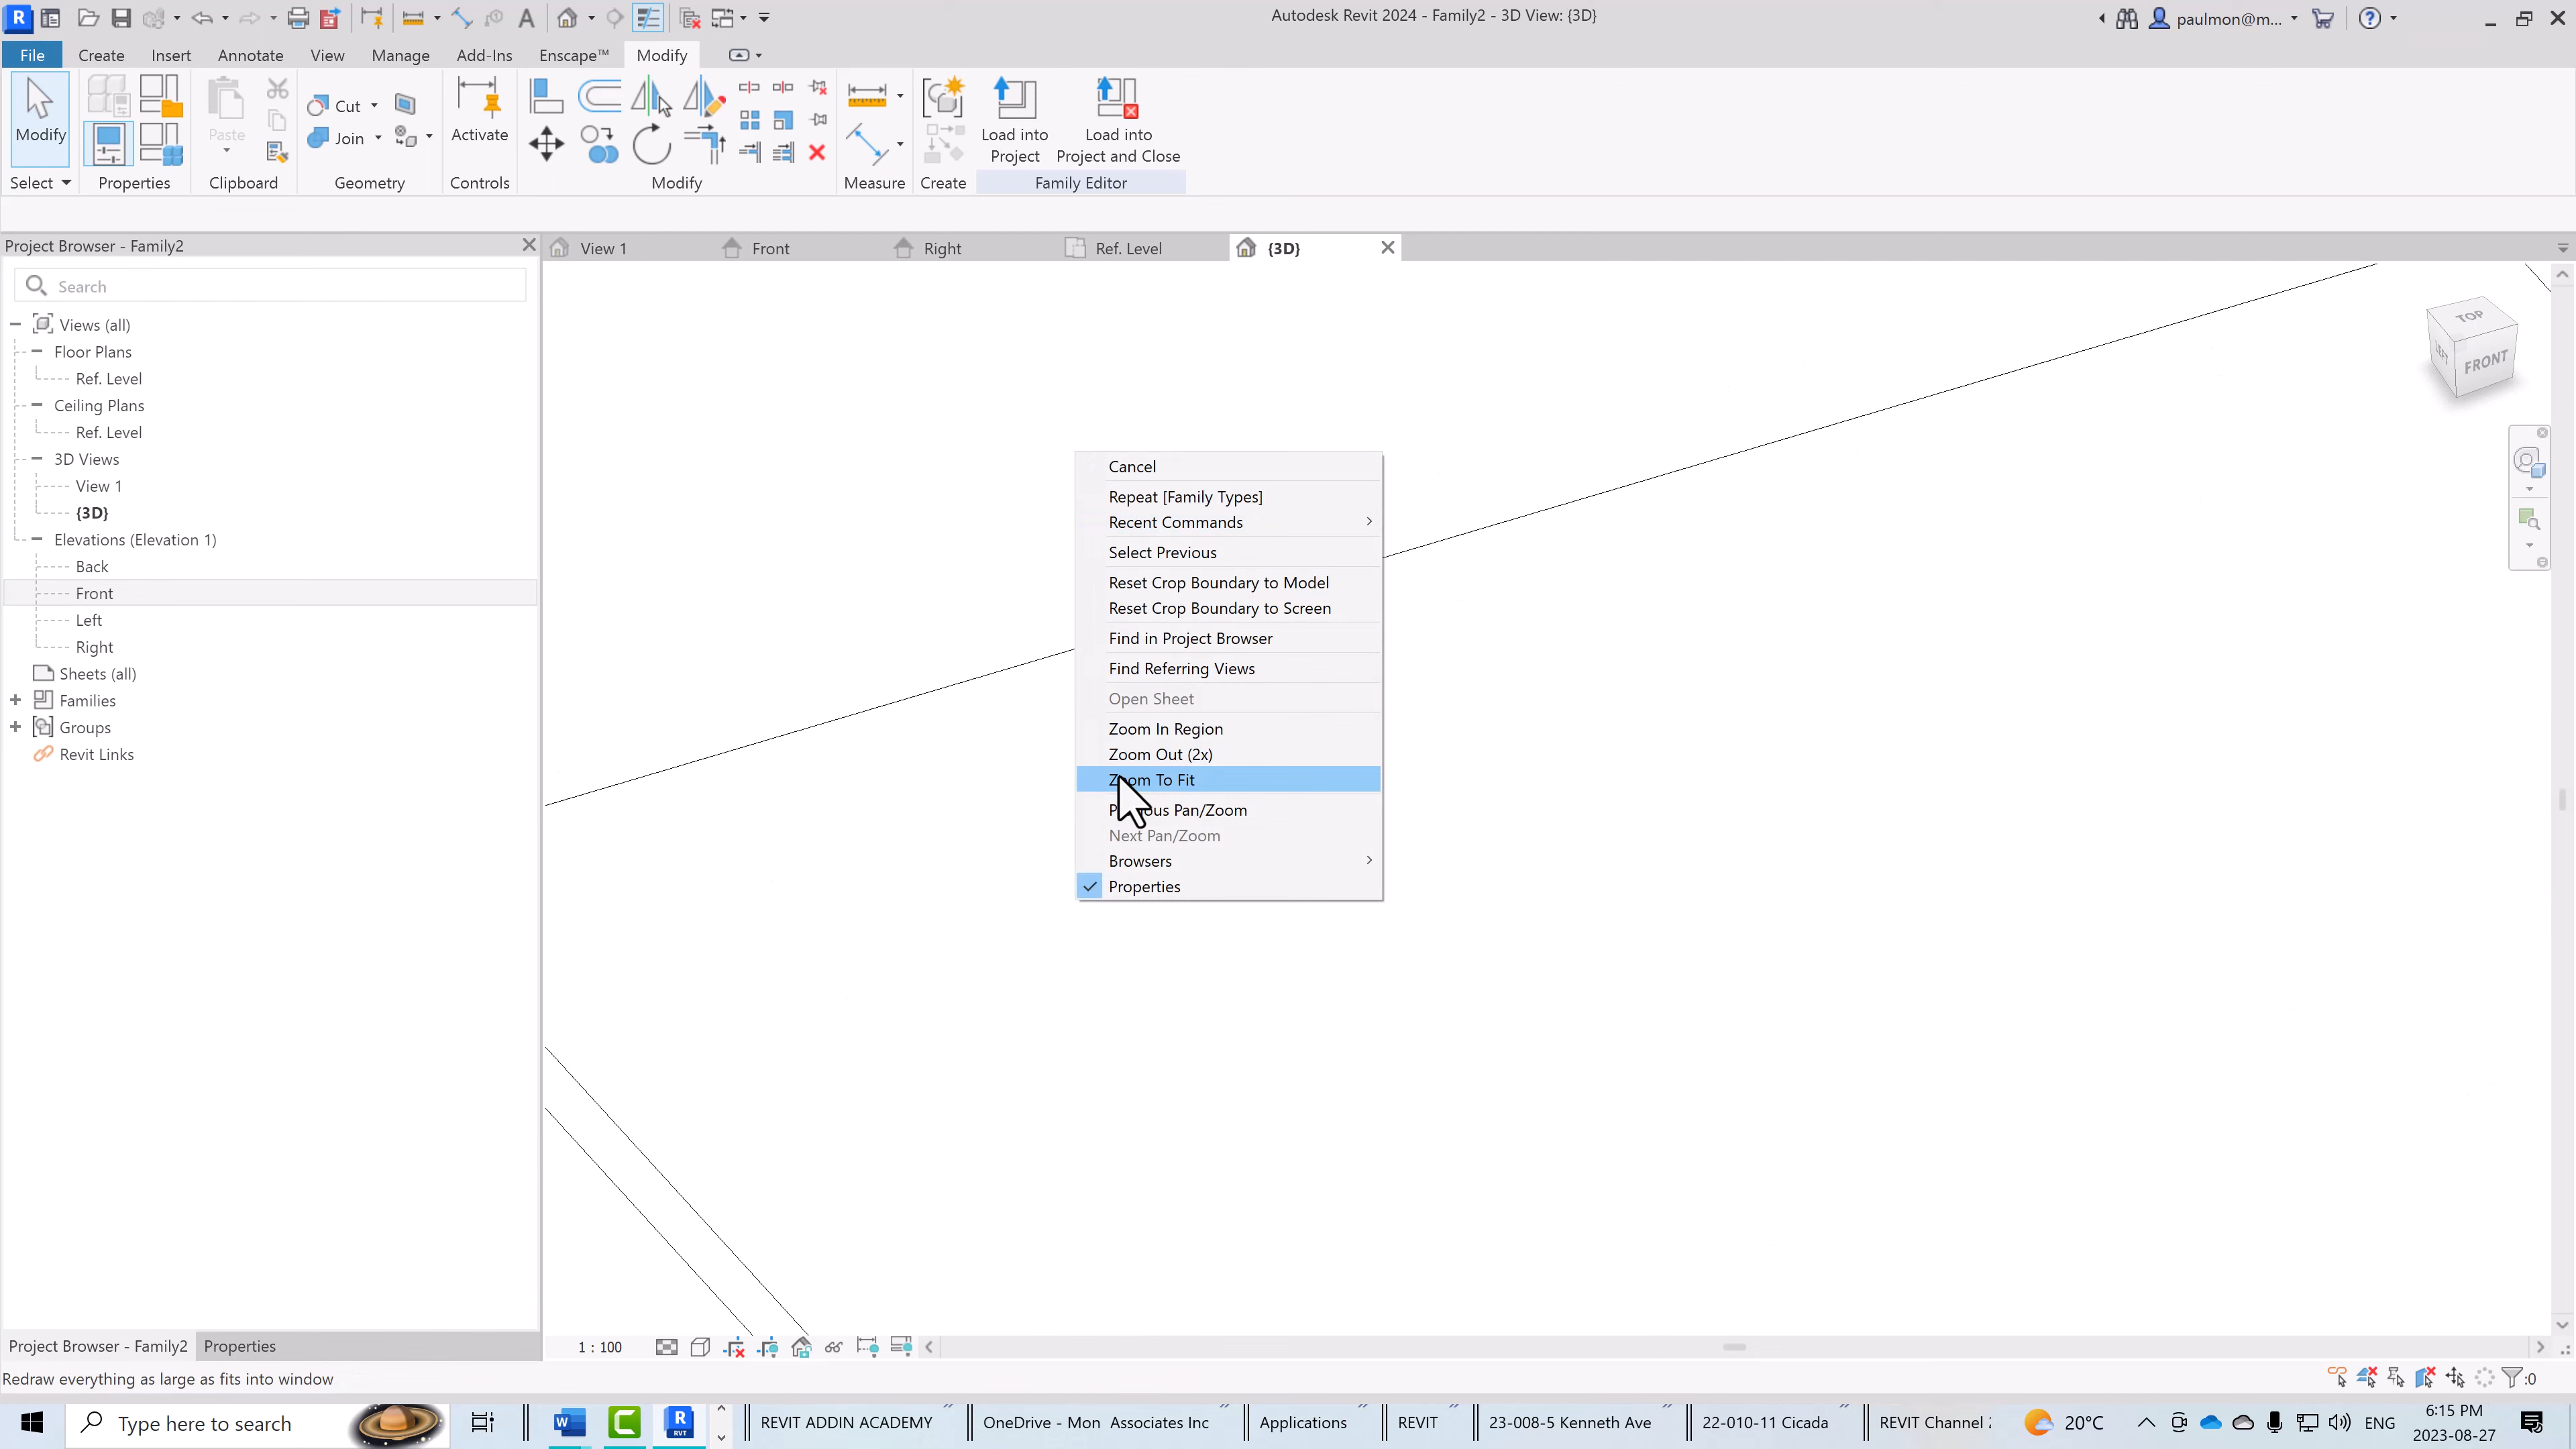 Autodesk Revit 2024 - Family2 - 3D View: {3D}
paulmon@m...
File Create Insert Annotate View Manage Add-Ins Enscape™ Modify
Modify
Paste
Cut
Join
Activate
Load into
Project
Load into
Project and Close
Select Properties Clipboard Geometry Controls Modify Measure Create Family Editor
Project Browser - Family2
View 1 Front Right Ref. Level {3D}
Search
Views (all)
Floor Plans
Ref. Level
Ceiling Plans
Ref. Level
3D Views
View 1
{3D}
Elevations (Elevation 1)
Back
Front
Left
Right
Sheets (all)
Families
Groups
Revit Links
TOP
LEFT
FRONT
Cancel
Repeat [Family Types]
Recent Commands
Select Previous
Reset Crop Boundary to Model
Reset Crop Boundary to Screen
Find in Project Browser
Find Referring Views
Open Sheet
Zoom In Region
Zoom Out (2x)
Zoom To Fit
Pan/Zoom
Next Pan/Zoom
Browsers
Properties
Project Browser - Family2 Properties
1 : 100
Redraw everything as large as fits into window
:0
Type here to search
REVIT ADDIN ACADEMY
OneDrive - Mon Associates Inc
Applications
REVIT
23-008-5 Kenneth Ave
22-010-11 Cicada
REVIT Channel
20°C
ENG
6:15 PM
2023-08-27